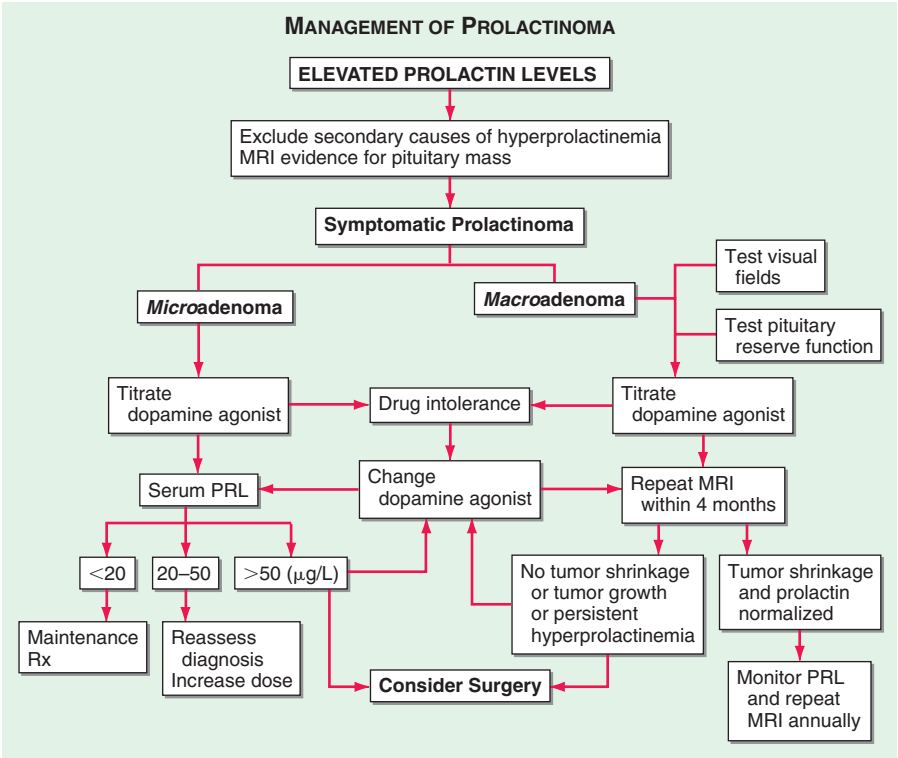 MANAGEMENT OF PROLACTINOMA
ELEVATED PROLACTIN LEVELS
Exclude secondary causes of hyperprolactinemia
MRI evidence for pituitary mass
Symptomatic Prolactinoma
Microadenoma
Macroadenoma
Test visual
fields
Test pituitary
reserve function
Titrate
dopamine agonist
Drug intolerance
Titrate
dopamine agonist
Serum PRL
Change
dopamine agonist
Repeat MRI
within 4 months
<20
20–50
>50 (μg/L)
No tumor shrinkage
or tumor growth
or persistent
hyperprolactinemia
Tumor shrinkage
and prolactin
normalized
Maintenance
Rx
Reassess
diagnosis
Increase dose
Consider Surgery
Monitor PRL
and repeat
MRI annually